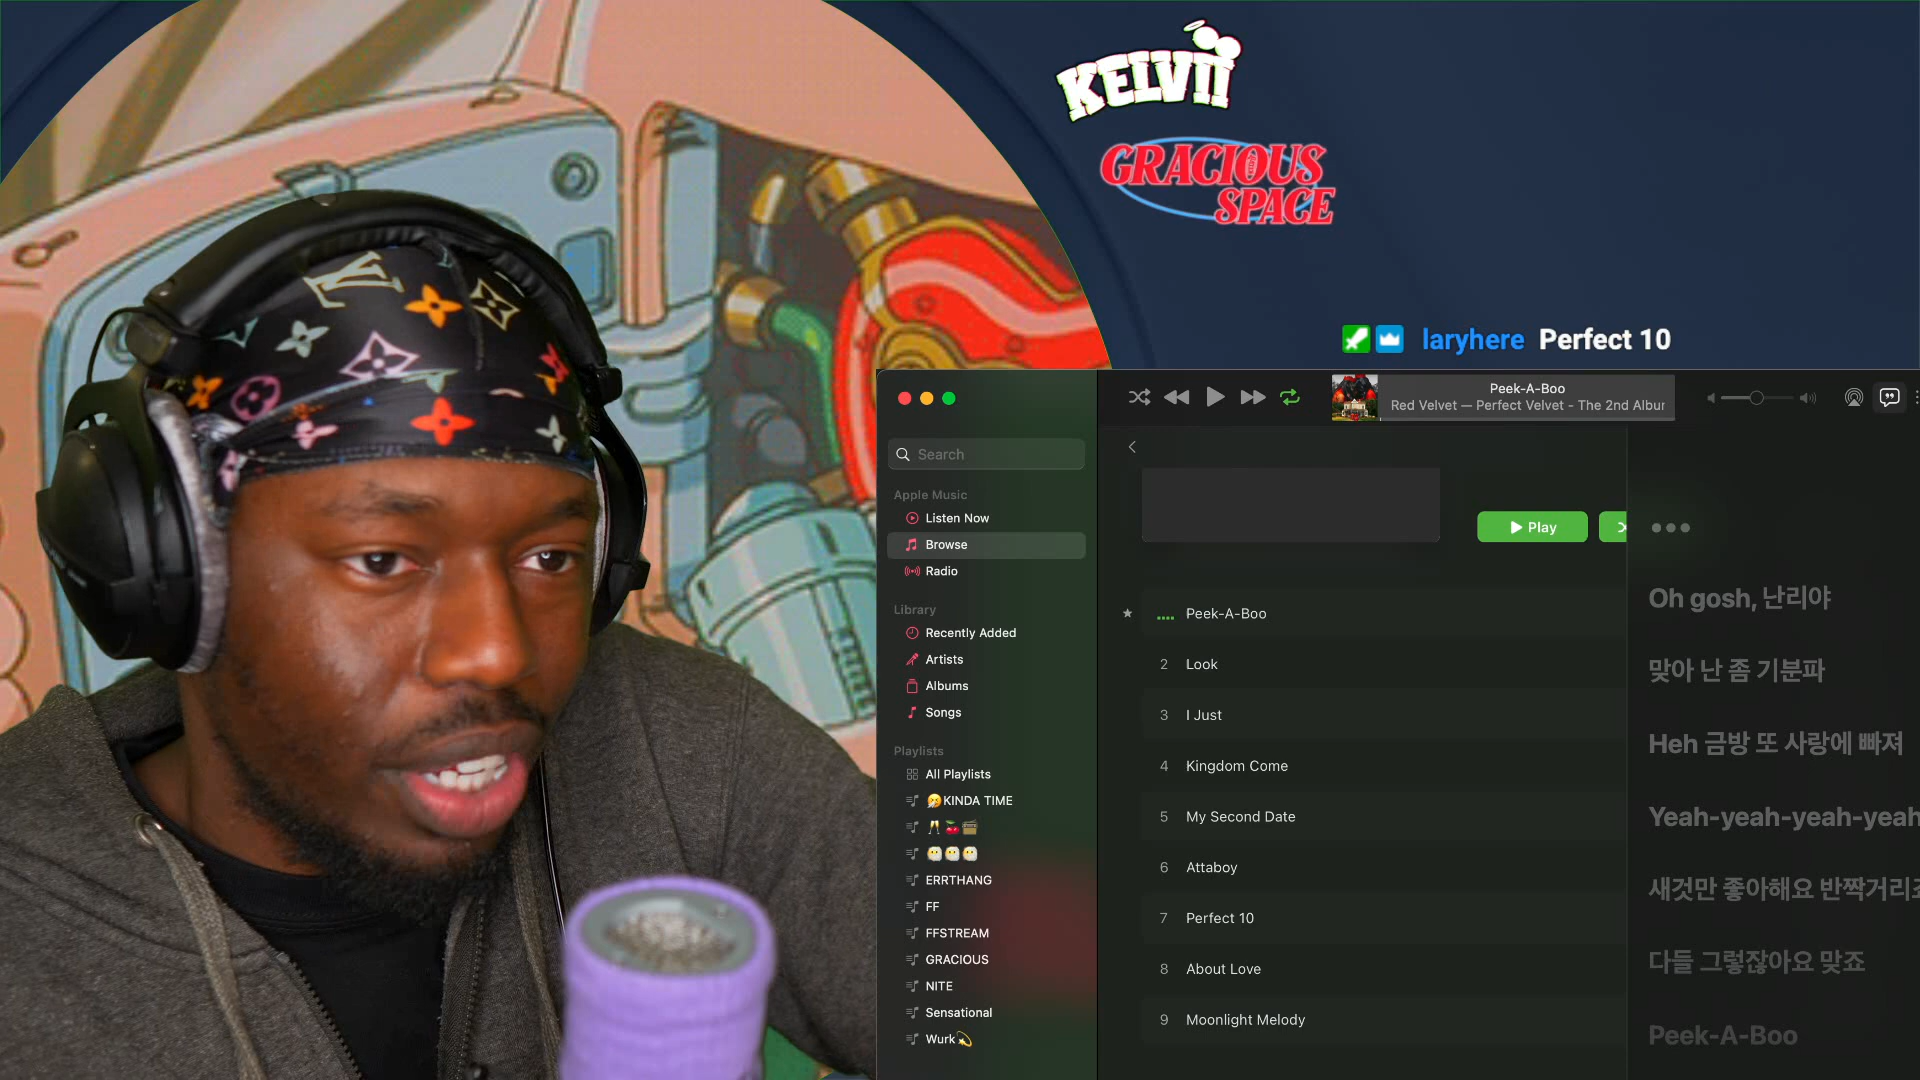 KELVII
GRACIOUS
SPACE
laryhere Perfect 10
Peek-A-Boo
Red Velvet — Perfect Velvet - The 2nd Albur
Search
Apple Music
Listen Now
Browse
Radio
Library
Recently Added
Artists
Albums
Songs
Playlists
All Playlists
🤧KINDA TIME
🥂🍒📻
😷😷😷
ERRTHANG
FF
FFSTREAM
GRACIOUS
NITE
Sensational
Wurk💫
Play
Peek-A-Boo
2 Look
3 I Just
4 Kingdom Come
5 My Second Date
6 Attaboy
7 Perfect 10
8 About Love
9 Moonlight Melody
Oh gosh, 난리야
맞아 난 좀 기분파
Heh 금방 또 사랑에 빠져
Yeah-yeah-yeah-yeah
새것만 좋아해요 반짝거리죠
다들 그렇잖아요 맞죠
Peek-A-Boo